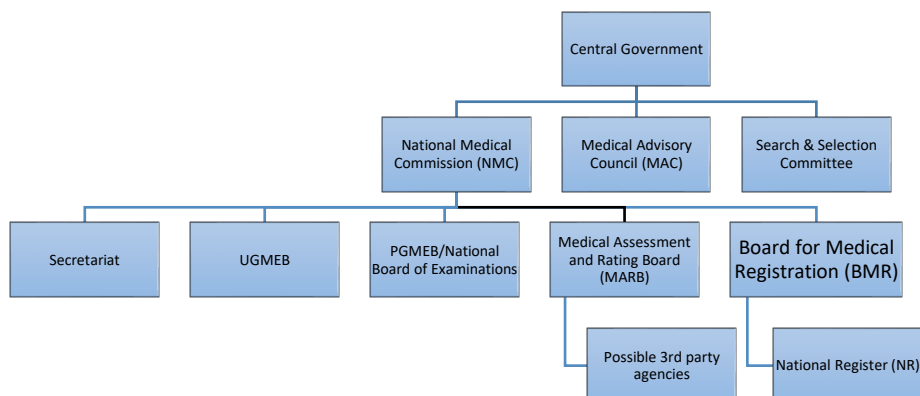 Central Government
National Medical
Commission (NMC)
Medical Advisory
Council (MAC)
Search & Selection
Committee
Secretariat
UGMEB
PGMEB/National
Board of Examinations
Medical Assessment
and Rating Board
(MARB)
Board for Medical
Registration (BMR)
Possible 3rd party
agencies
National Register (NR)